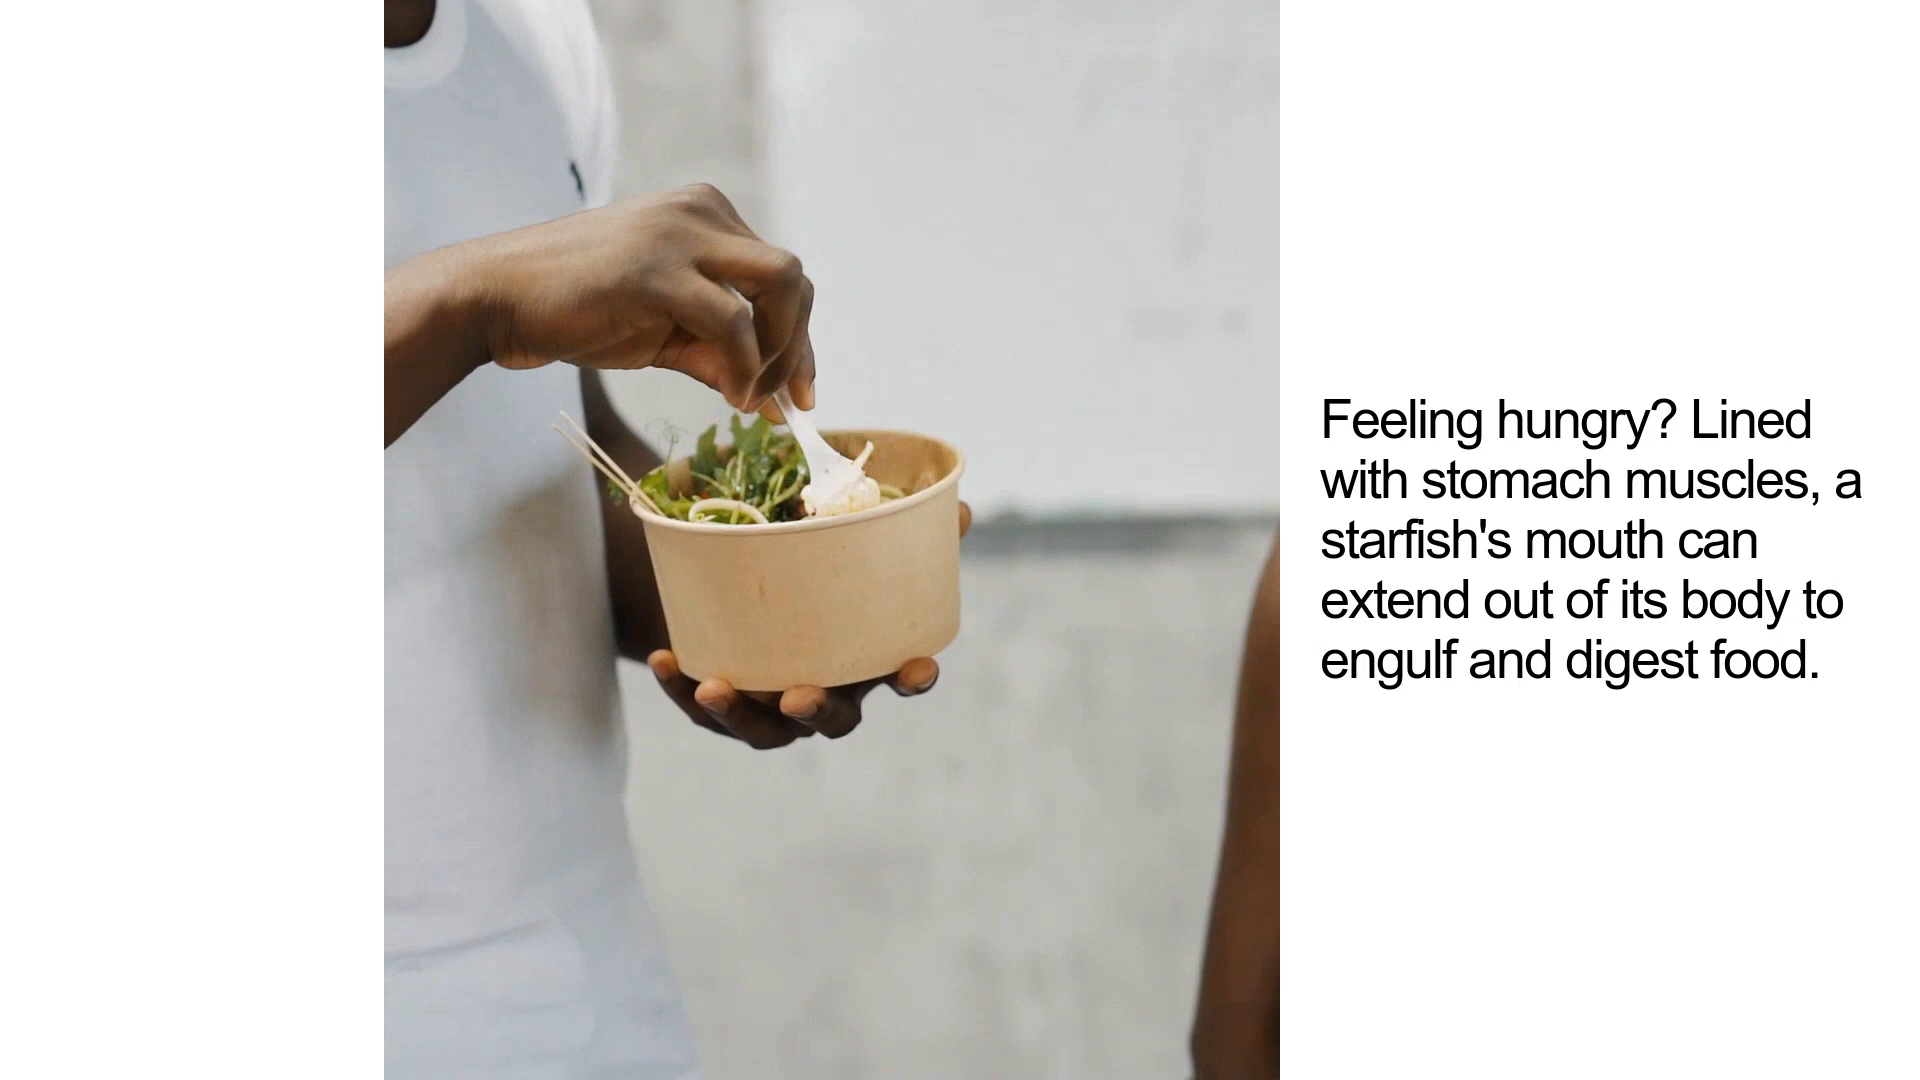 Feeling hungry? Lined
with stomach muscles, a
starfish's mouth can
extend out of its body to
engulf and digest food.